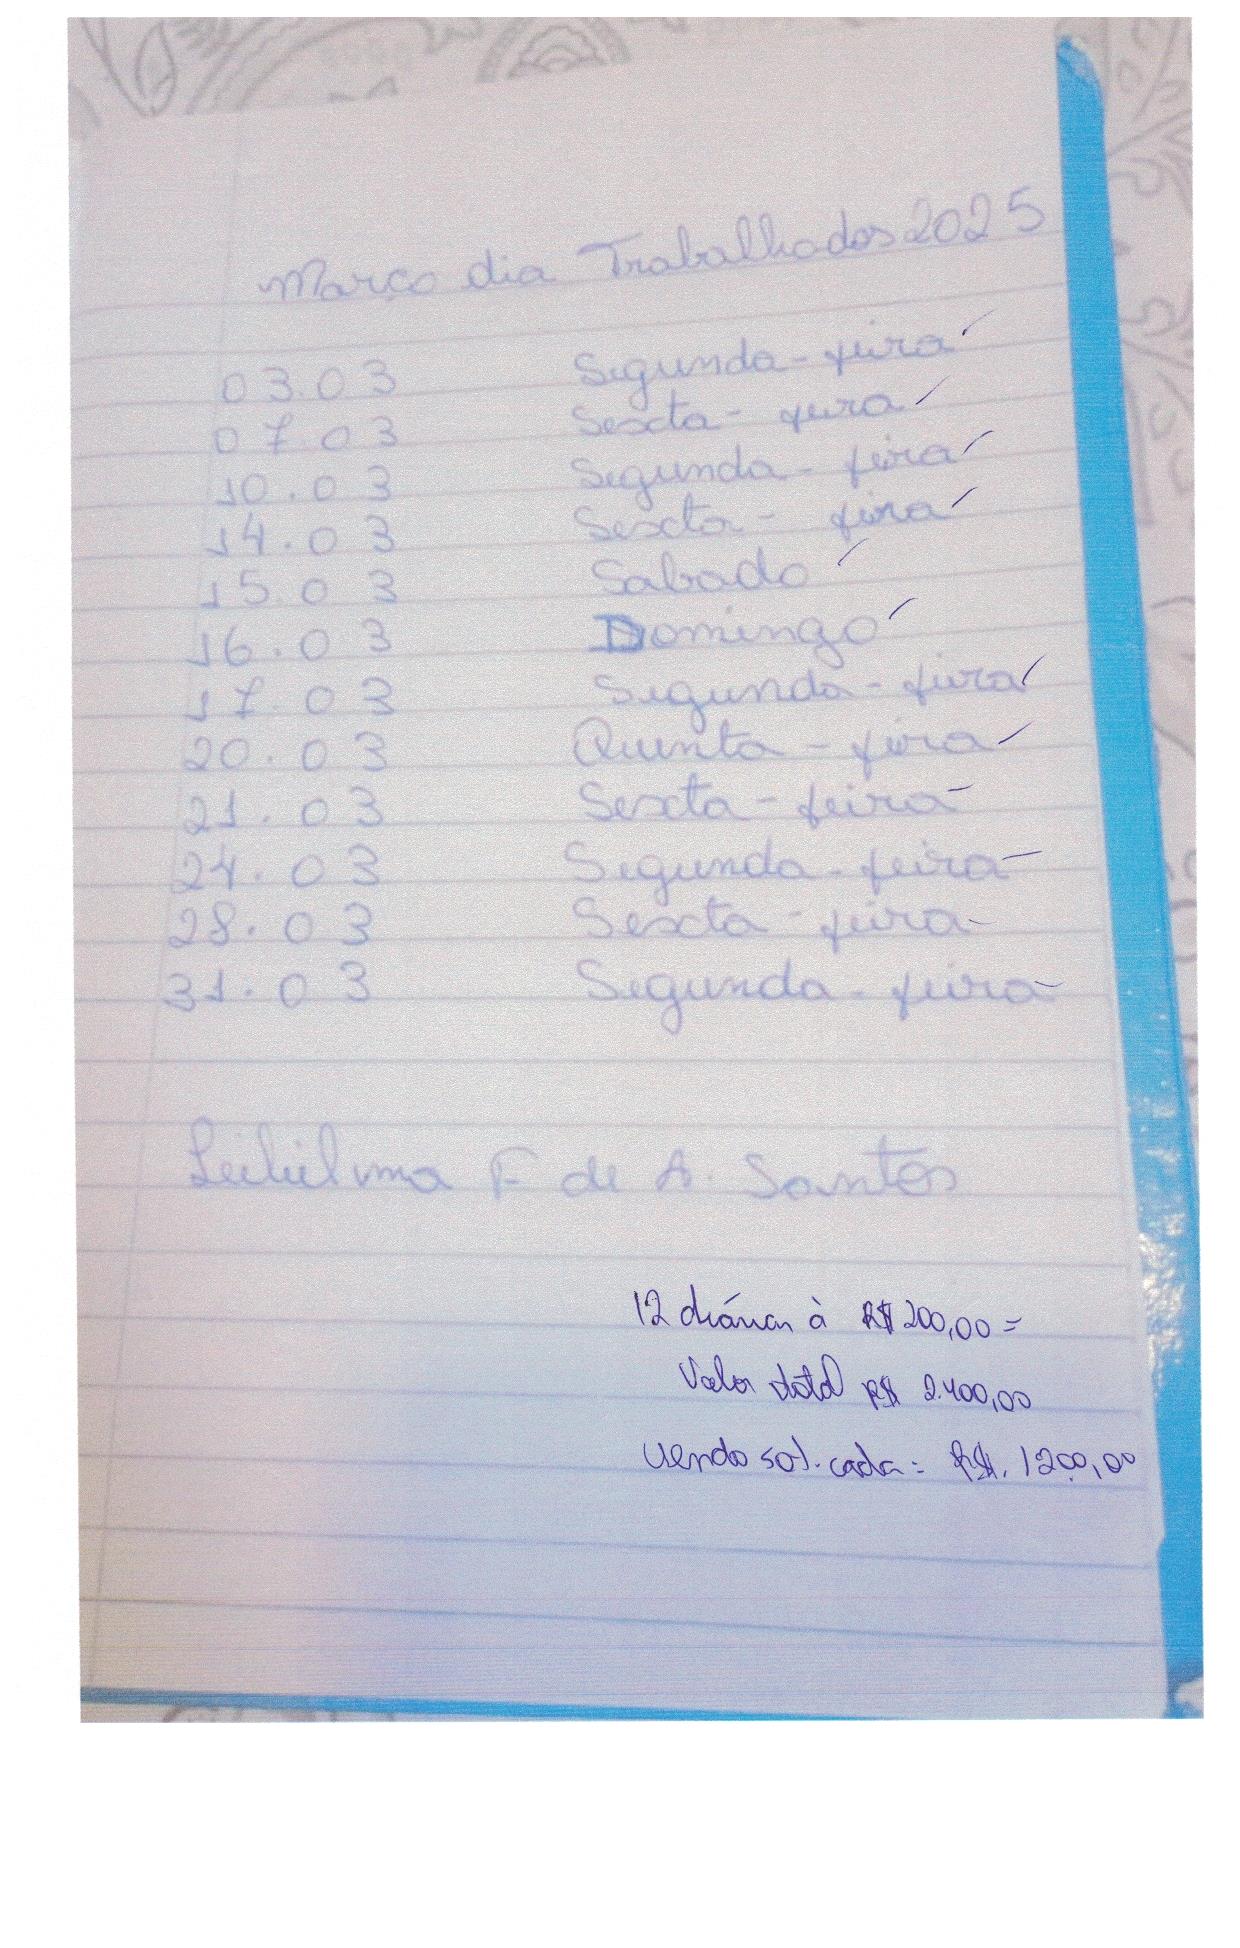 Março dia Trabalhados 2025
03.03 Segunda-feira
07.03 Sexta-feira
10.03 Segunda-feira
14.03 Sexta-feira
15.03 Sabado
16.03 Domingo
17.03 Segunda-feira
20.03 Quinta-feira
21.03 Sexta-feira
24.03 Segunda-feira
28.03 Sexta-feira
31.03 Segunda-feira
F de A. Santos
12 diárias à R$ 200,00 =
Valor total R$ 2.400,00
cada: R$. 1200,00